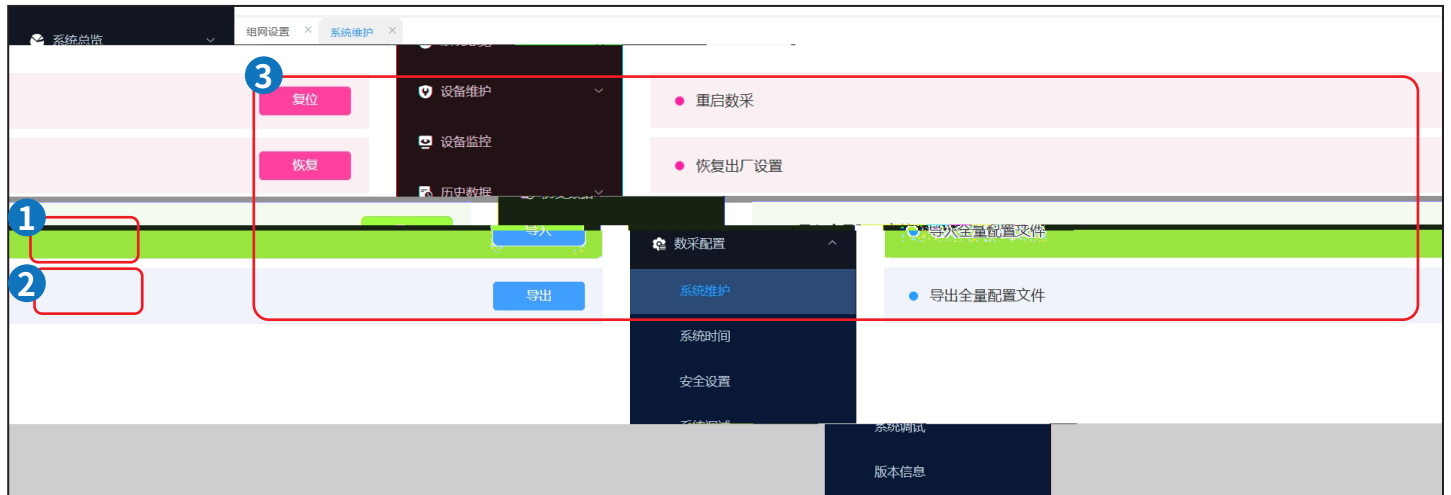 系统总览
组网设置 × 系统维护 ×
3
复位
设备维护
重启数采
设备监控
恢复
恢复出厂设置
历史数据
1
导入
数采配置
导入全量配置文件
2
导出
系统维护
导出全量配置文件
系统时间
安全设置
系统调试
版本信息